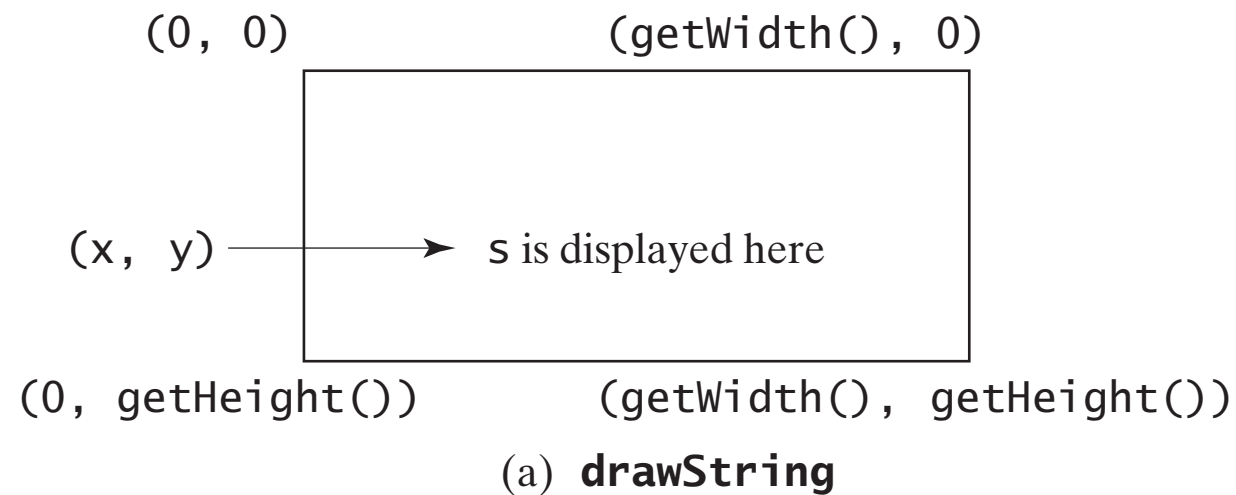 (0, 0) (getWidth(), 0)
(x, y) s is displayed here
(0, getHeight()) (getWidth(), getHeight())
(a) drawString